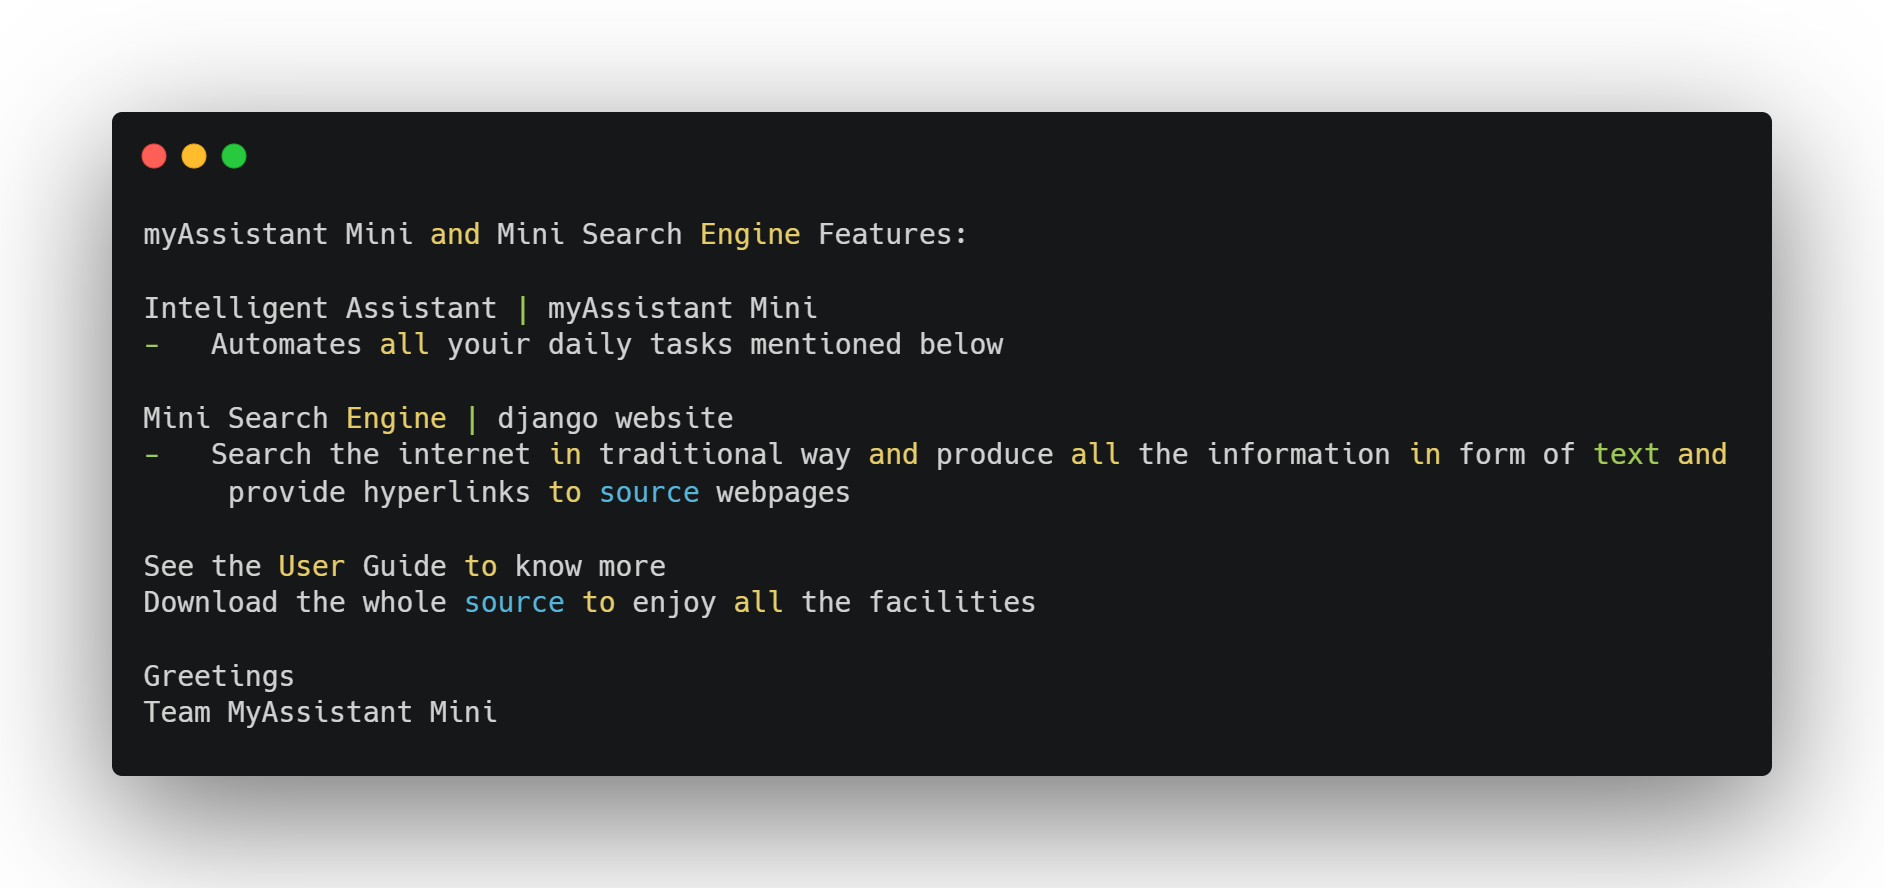 myAssistant Mini and Mini Search Engine Features:
Intelligent Assistant | myAssistant Mini
-   Automates all youir daily tasks mentioned below
Mini Search Engine | django website
-   Search the internet in traditional way and produce all the information in form of text and
provide hyperlinks to source webpages
See the User Guide to know more
Download the whole source to enjoy all the facilities
Greetings
Team MyAssistant Mini